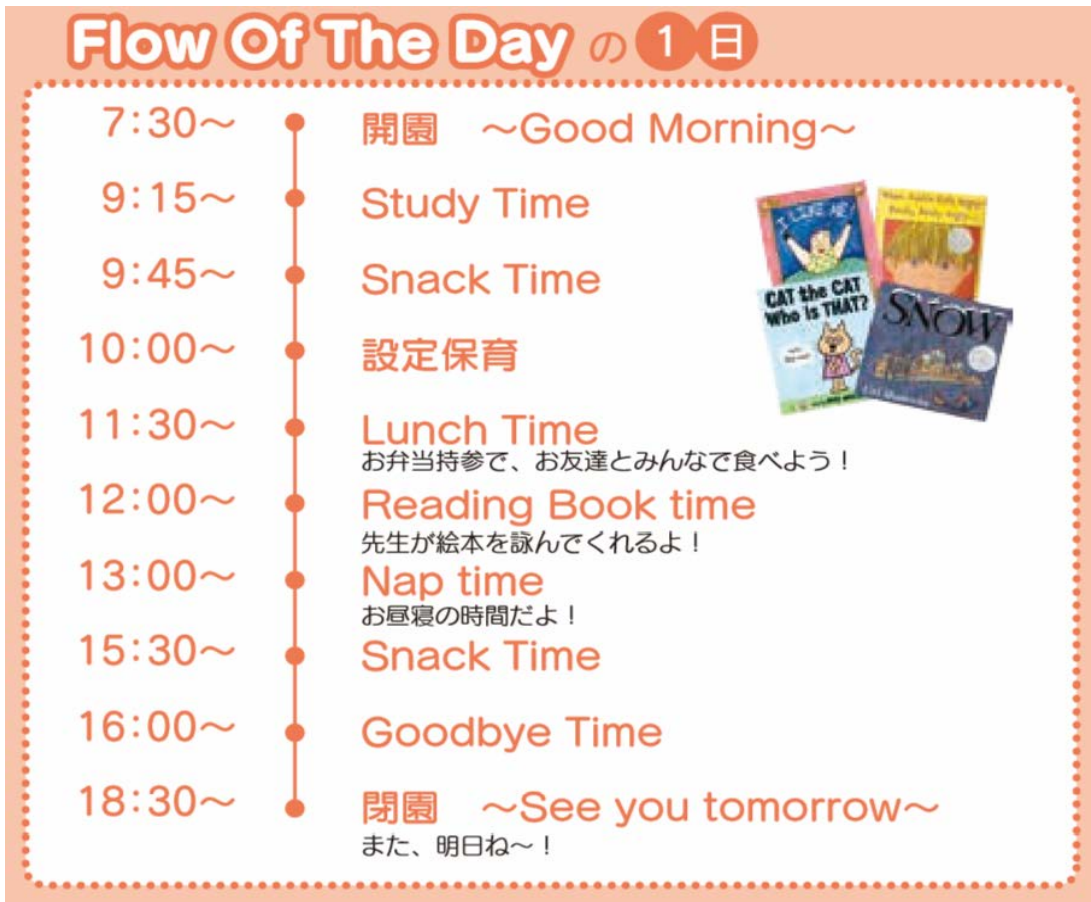 Flow Of The Day の1日
7:30～ 開園　～Good Morning～
9:15～ Study Time
9:45～ Snack Time
10:00～ 設定保育
11:30～ Lunch Time
お弁当持参で、お友達とみんなで食べよう！
12:00～ Reading Book time
先生が絵本を詠んでくれるよ！
13:00～ Nap time
お昼寝の時間だよ！
15:30～ Snack Time
16:00～ Goodbye Time
18:30～ 閉園　～See you tomorrow～
また、明日ね～！
I LIKE ME!
CAT the CAT
Who is THAT?
SNOW